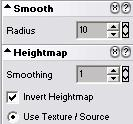 Smooth
Radius 10
Heightmap
Smoothing 1
Invert Heightmap
Use Texture / Source